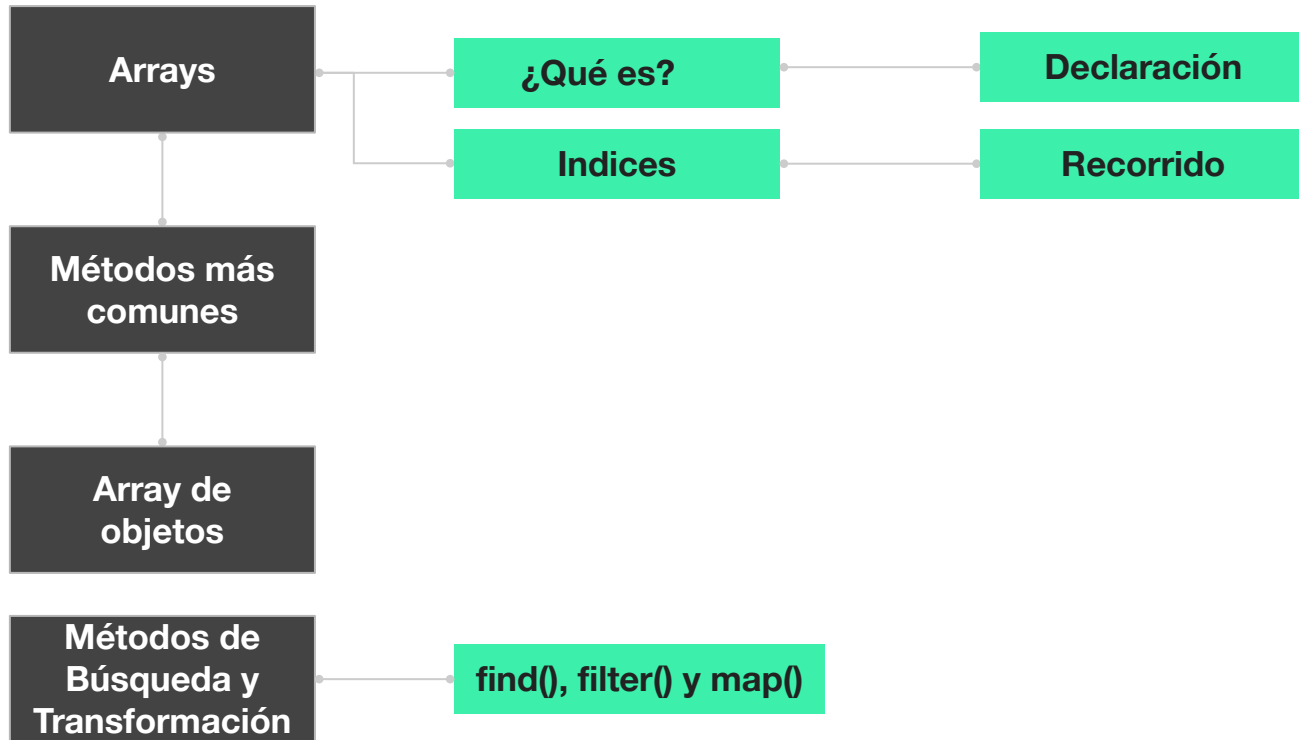 Arrays
¿Qué es?
Declaración
Indices
Recorrido
Métodos más
comunes
Array de
objetos
Métodos de
Búsqueda y
Transformación
find(), filter() y map()